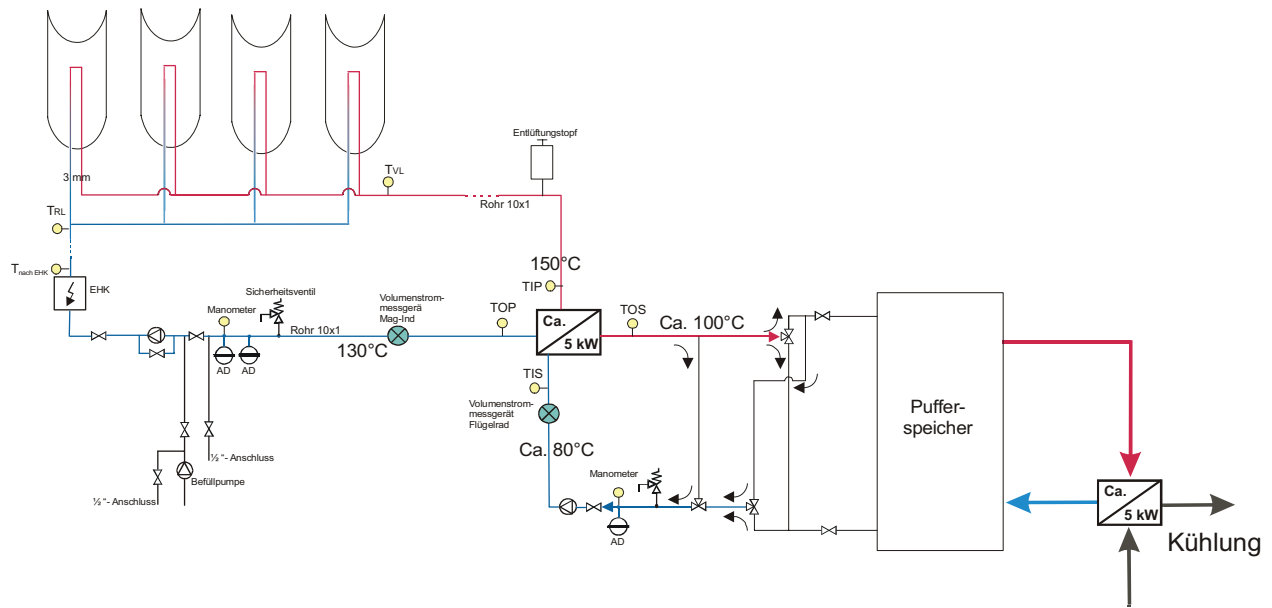 Entlüftungstopf
3 mm
TVL
Rohr 10x1
TRL
Tnach EHK
EHK
150°C
TIP
Sicherheitsventil
Manometer
Volumenstrom-
messgerä
Mag-Ind
TOP
TOS
Ca. 100°C
Rohr 10x1
130°C
Ca.
5 kW
AD
AD
TIS
Volumenstrom-
messgerät
Flügelrad
Puffer-
speicher
Ca. 80°C
½ "- Anschluss
Manometer
Befüllpumpe
½ "- Anschluss
AD
Ca.
5 kW
Kühlung